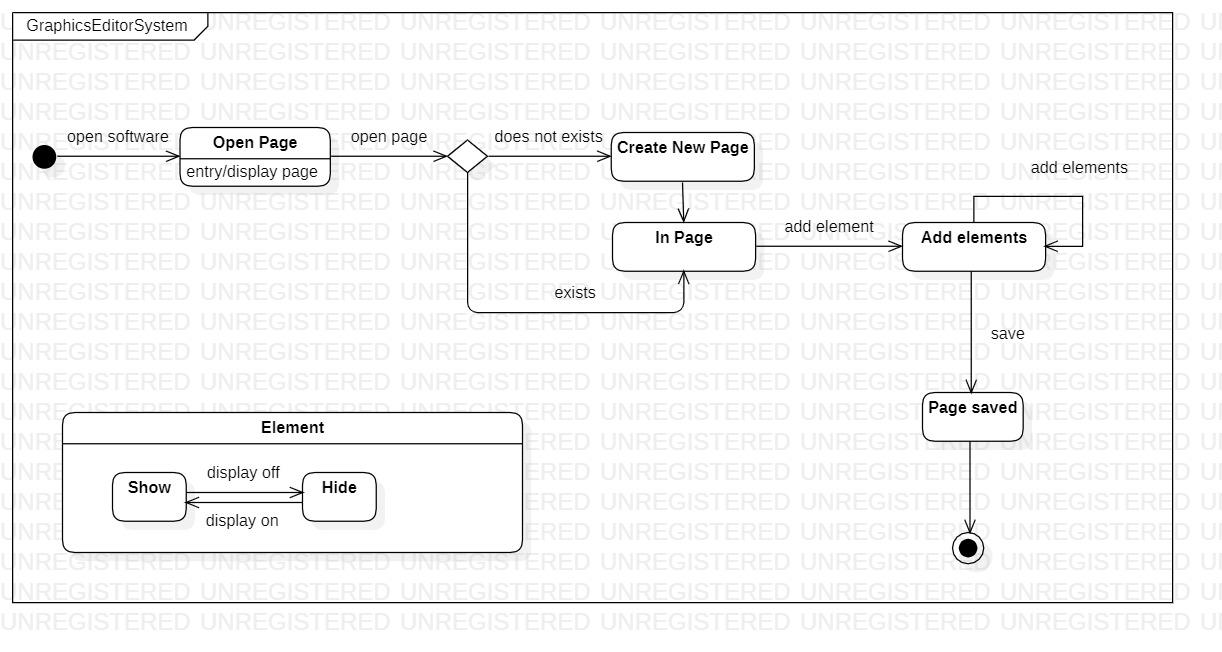 GraphicsEditorSystem
open software
Open Page
entry/display page
open page
does not exists
Create New Page
add elements
In Page
add element
Add elements
exists
save
Page saved
Element
Show
display off
Hide
display on
UNREGISTERED